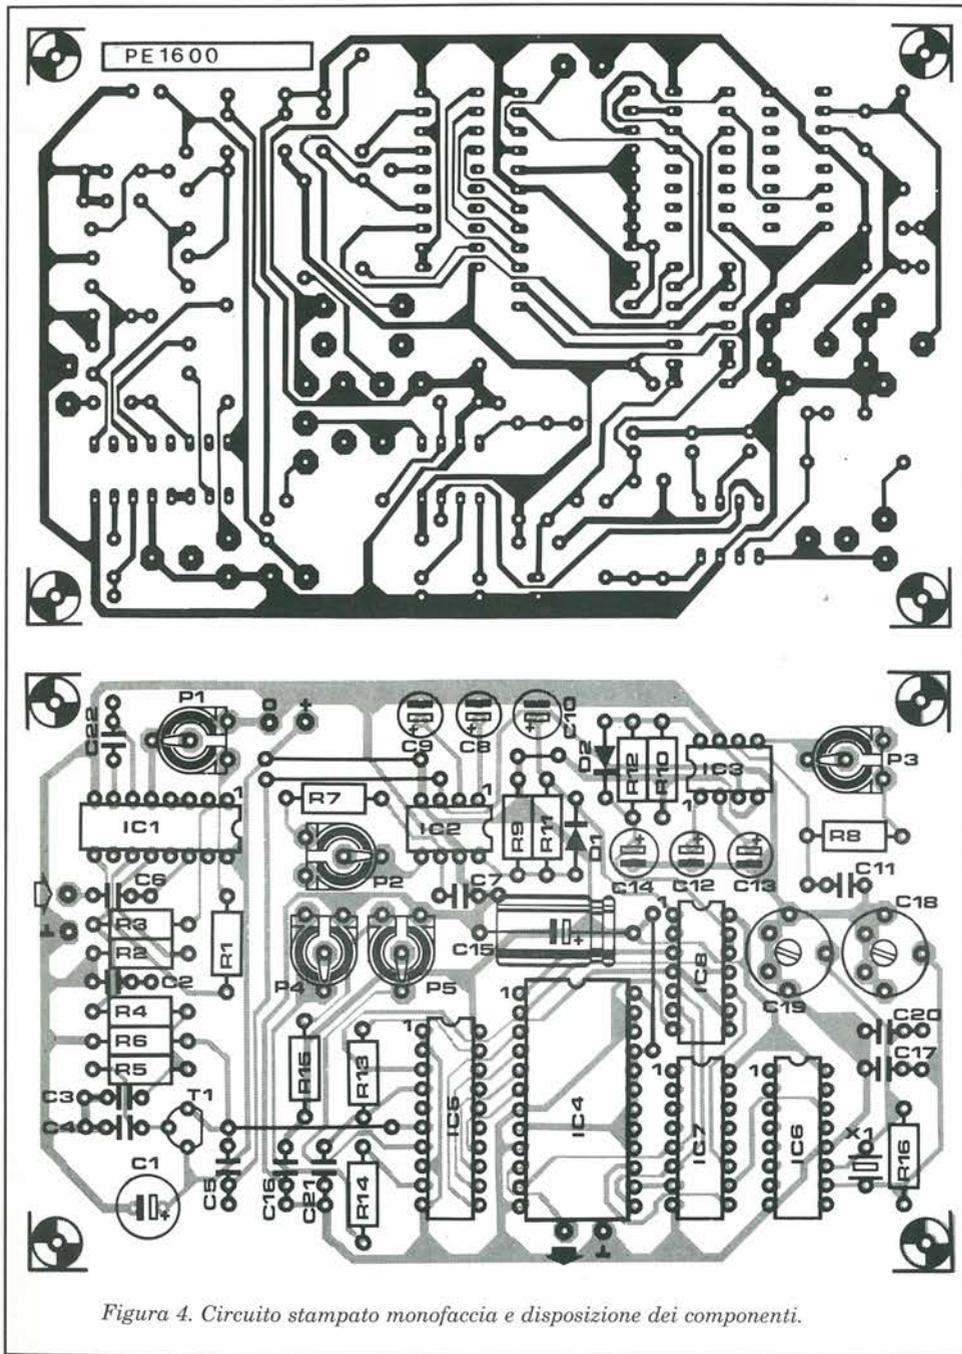 PE1600
P1
0
+
C22
C9
C8
C10
D2
R12
R10
IC3
P3
IC1
1
R7
IC2
1
R9
R11
D1
1
R8
P2
C6
C7
C14
C12
C13
C11
R3
R2
R1
C15
C18
C2
P4
P5
IC8
C19
R4
R6
R5
1
1
C20
C17
R15
R13
C3
C4
T1
IC5
IC4
1
IC7
1
IC6
X1
R16
C1
C5
C16
C21
R14
Figura 4. Circuito stampato monofaccia e disposizione dei componenti.